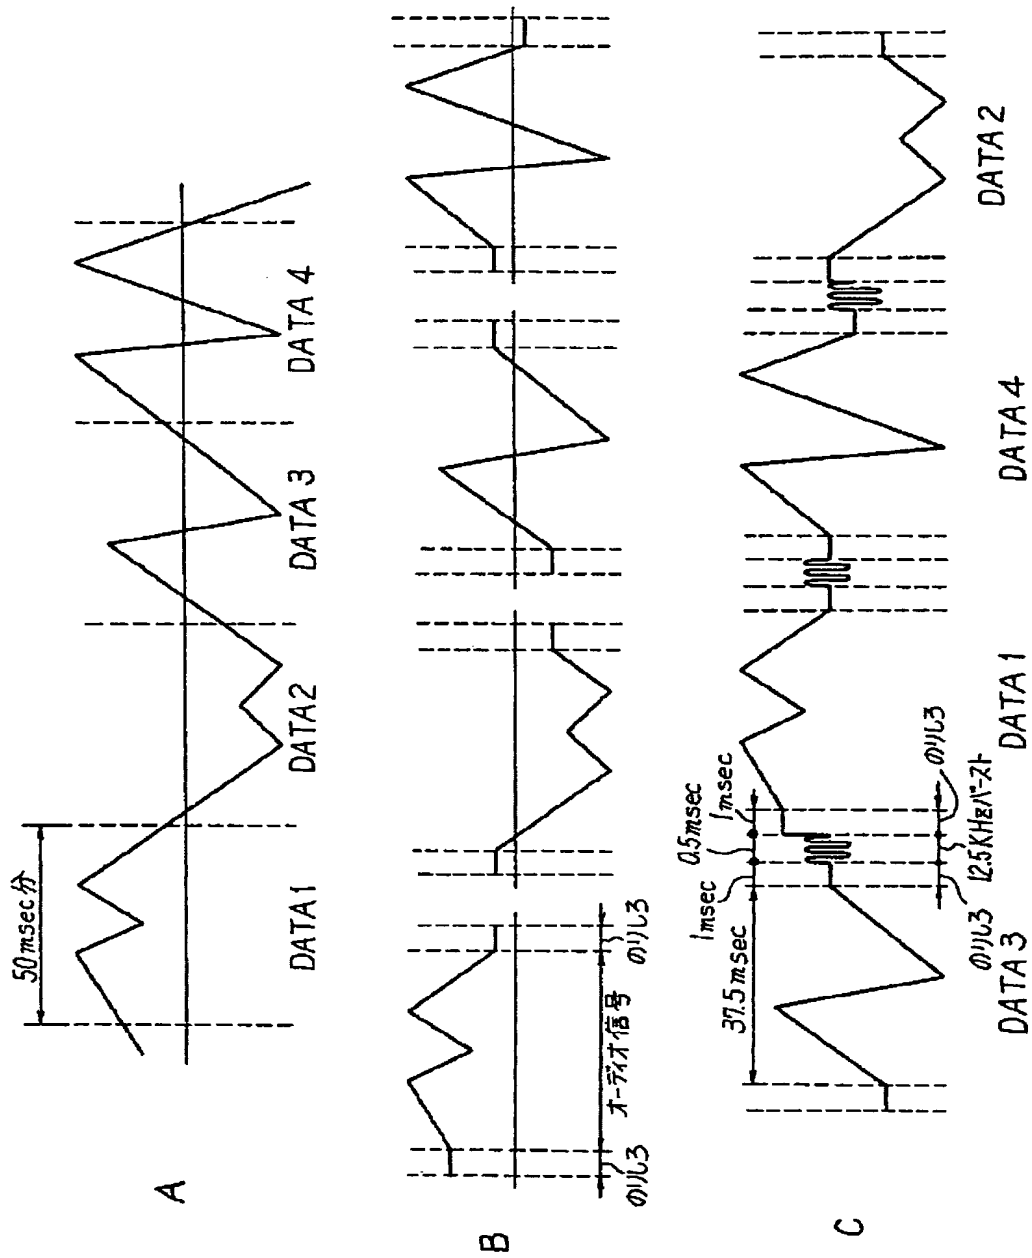 A
50msec分
DATA1
DATA2
DATA3
DATA4
B
のりしろ
オーディオ信号
のりしろ
C
37.5msec
1msec
0.5msec
1msec
のりしろ
12.5KHzバースト
のりしろ
DATA3
DATA1
DATA4
DATA2